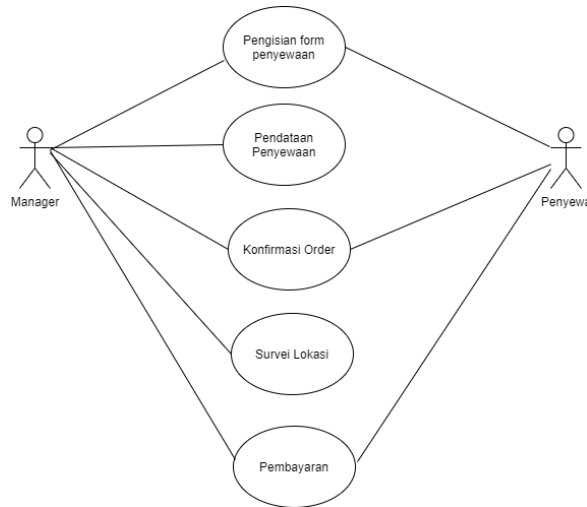 Pengisian form
penyewaan
Pendataan
Penyewaan
Manager
Penyewa
Konfirmasi Order
Survei Lokasi
Pembayaran